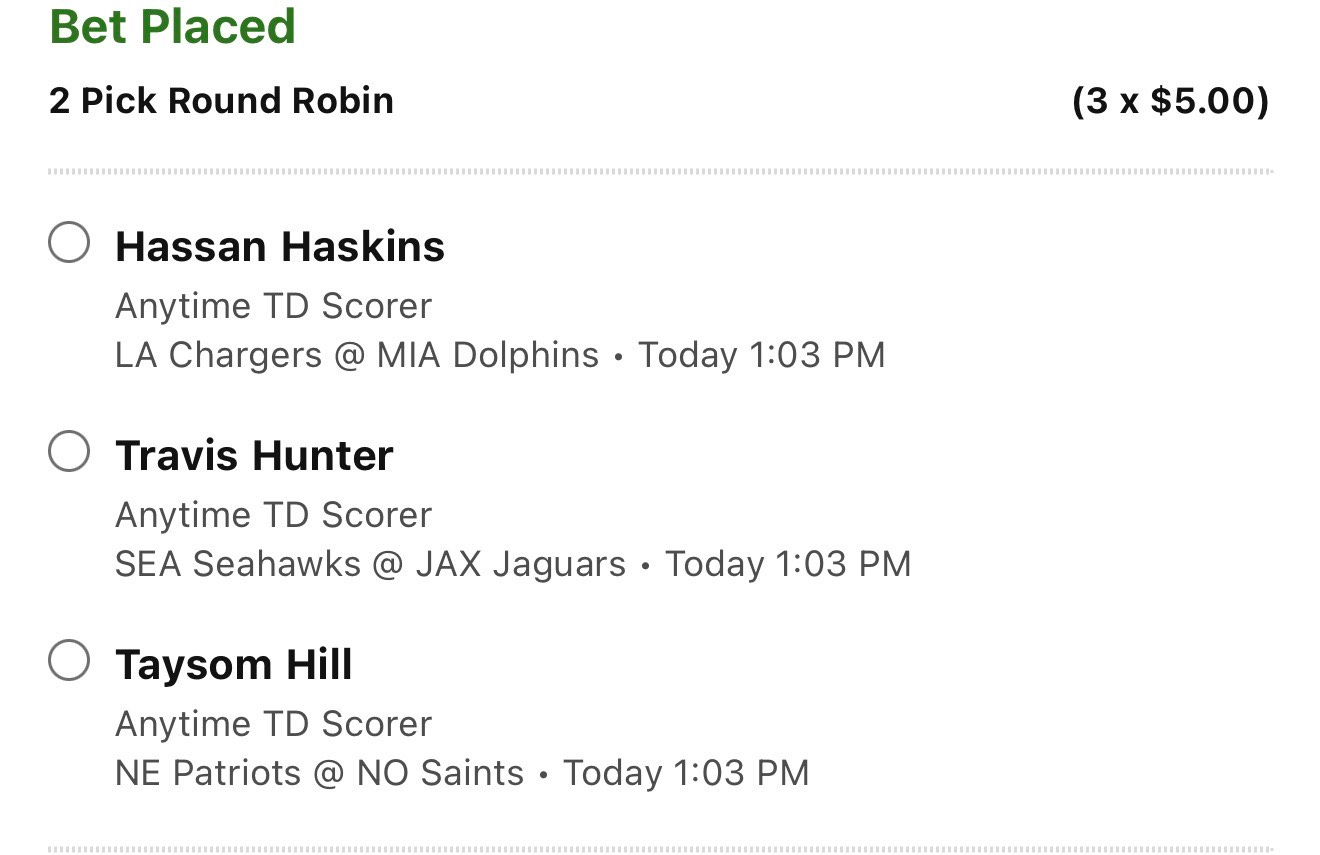 Bet Placed
2 Pick Round Robin (3 x $5.00)
Hassan Haskins
Anytime TD Scorer
LA Chargers @ MIA Dolphins • Today 1:03 PM
Travis Hunter
Anytime TD Scorer
SEA Seahawks @ JAX Jaguars • Today 1:03 PM
Taysom Hill
Anytime TD Scorer
NE Patriots @ NO Saints • Today 1:03 PM